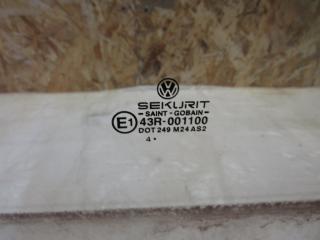 SEKURIT
SAINT-GOBAIN
E1 43R-001100
DOT 249 M24 AS2
4 •